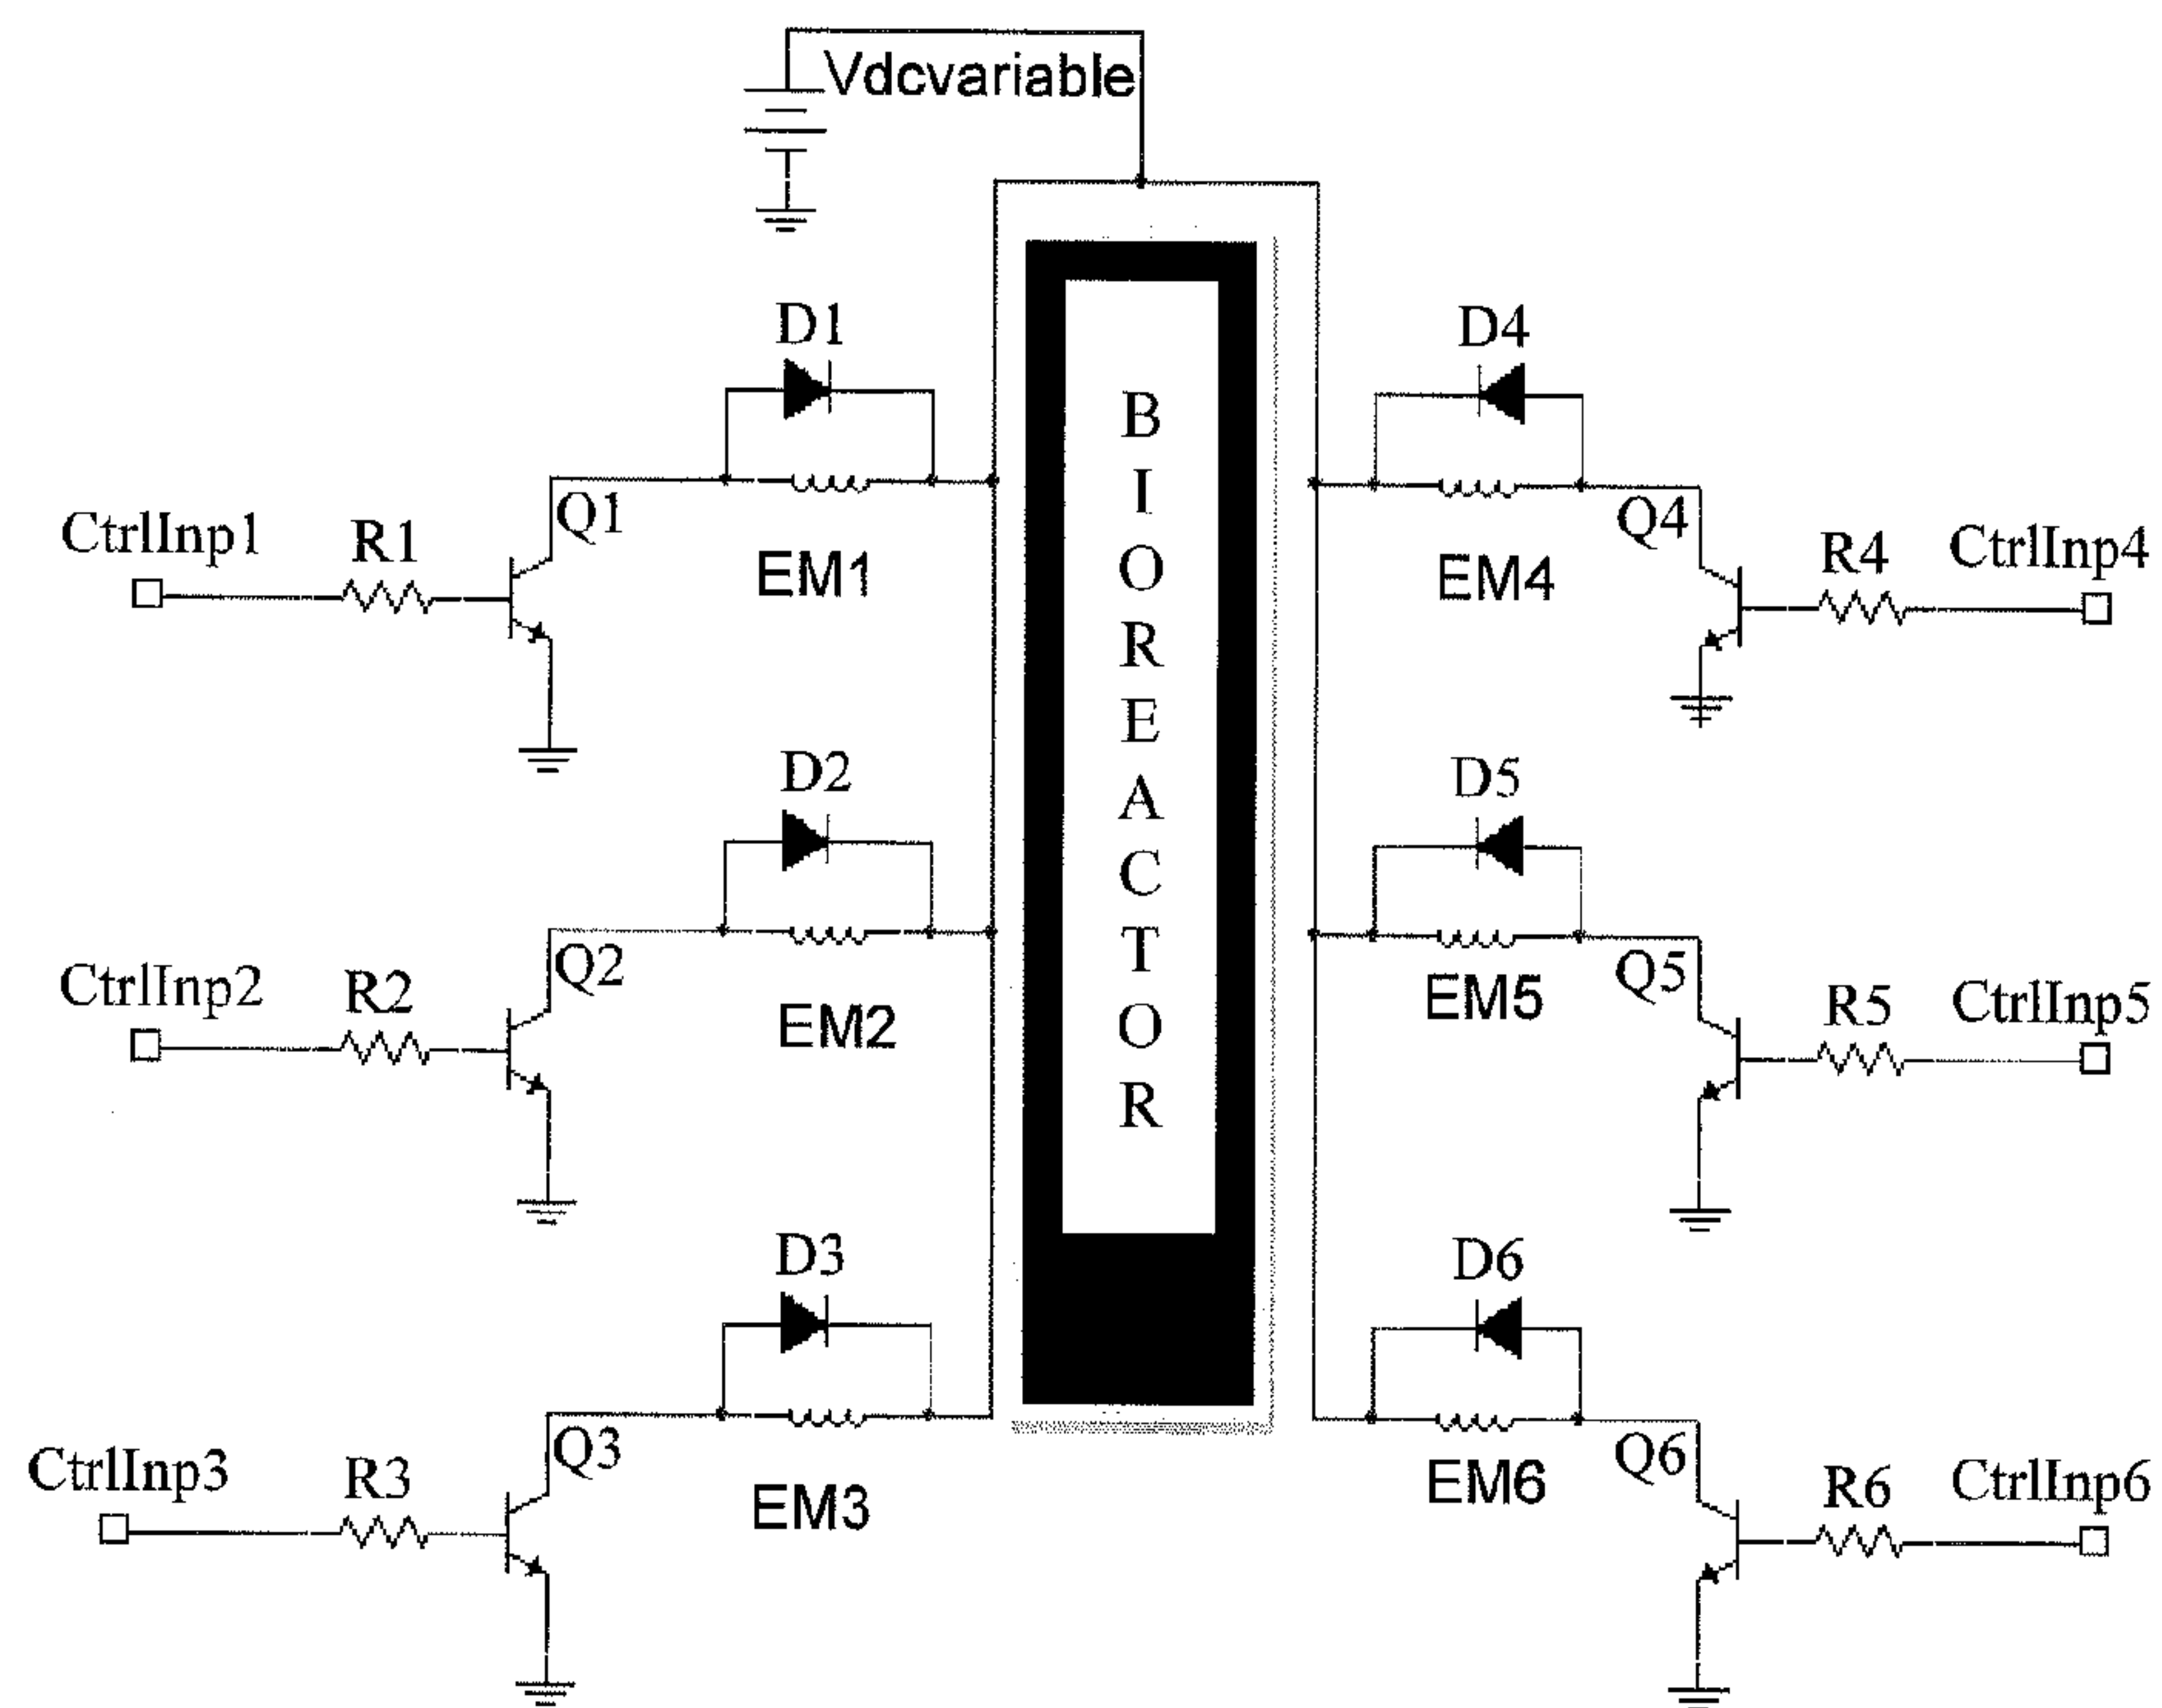 Vdcvariable
D1
D4
Q1
Q4
CtrlInp1
R1
EM1
EM4
R4
CtrlInp4
B
I
O
R
E
A
C
T
O
R
D2
D5
Q2
Q5
CtrlInp2
R2
EM2
EM5
R5
CtrlInp5
D3
D6
Q3
Q6
CtrlInp3
R3
EM3
EM6
R6
CtrlInp6